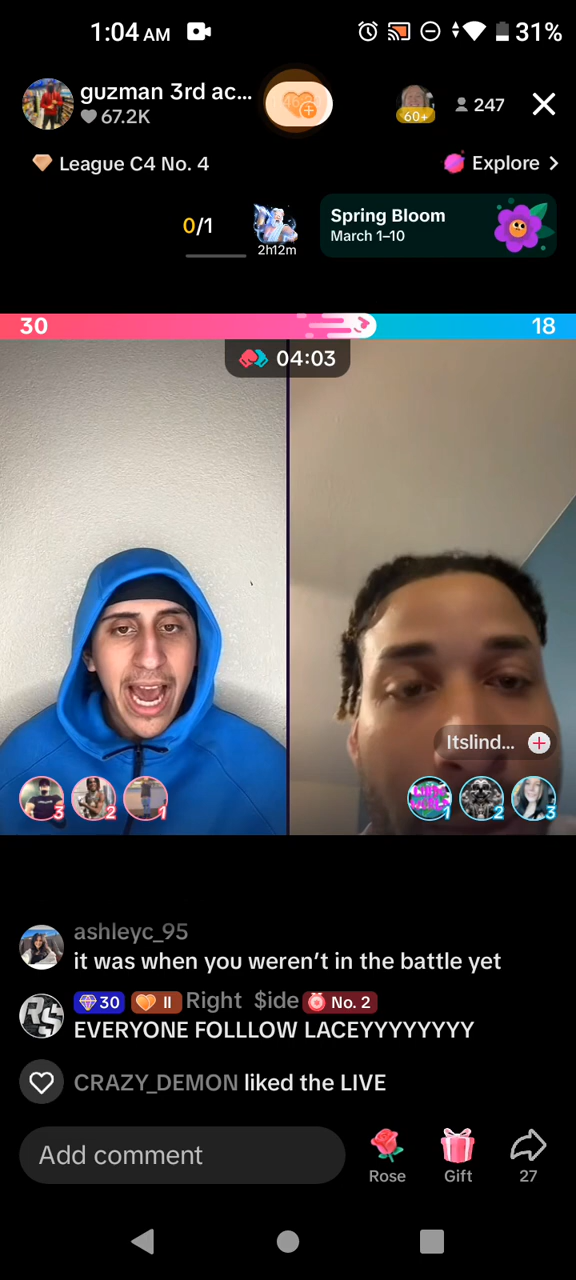 1:04 AM
31%
guzman 3rd ac...
67.2K
60+
247
League C4 No. 4
Explore
0/1
2h12m
Spring Bloom
March 1–10
30
18
04:03
Itslind...
3
2
1
1
2
3
ashleyc_95
it was when you weren't in the battle yet
30 II Right $ide No. 2
EVERYONE FOLLLOW LACEYYYYYYYY
CRAZY_DEMON liked the LIVE
Add comment
Rose
Gift
27